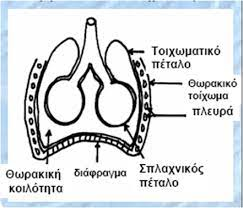 Τοιχωματικό
πέταλο
Θωρακικό
τοίχωμα
πλευρά
Θωρακική
κοιλότητα
διάφραγμα
Σπλαχνικός
πέταλο